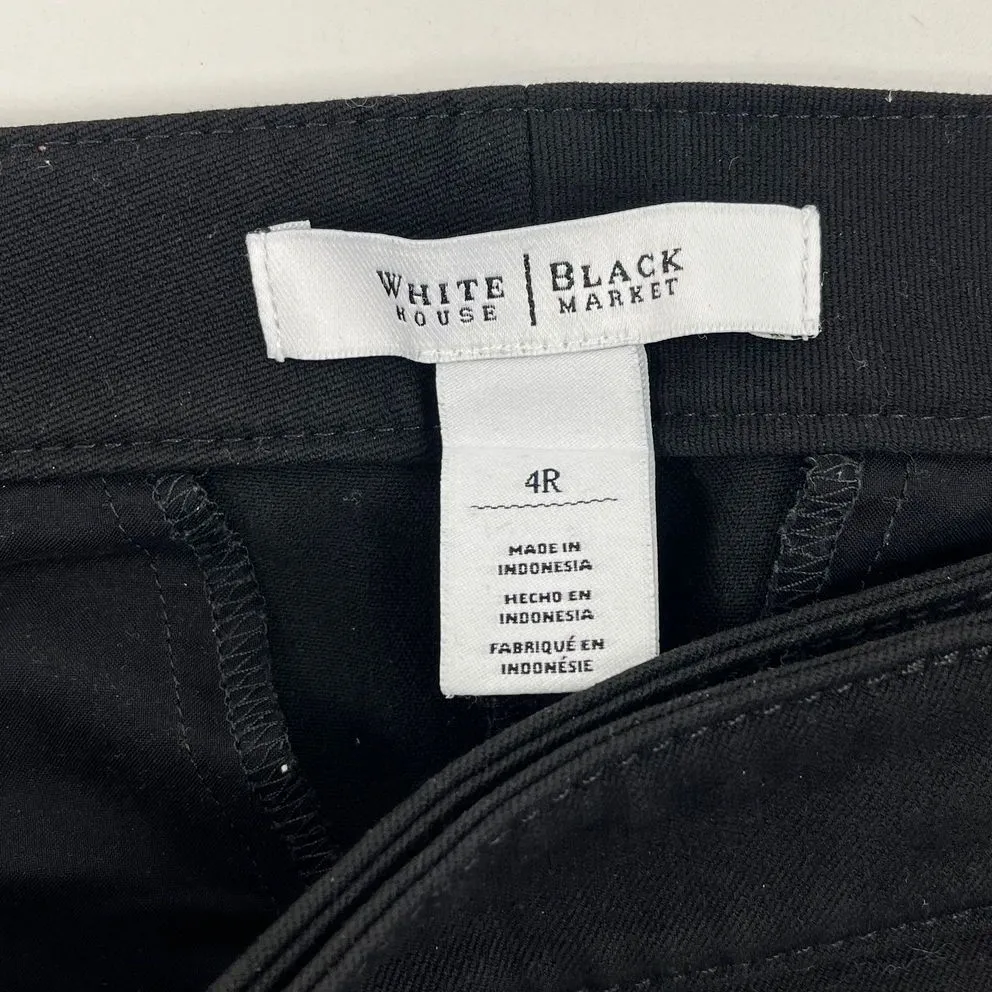 WHITE | BLACK
HOUSE MARKET
4R
MADE IN
INDONESIA
HECHO EN
INDONESIA
FABRIQUÉ EN
INDONÉSIE